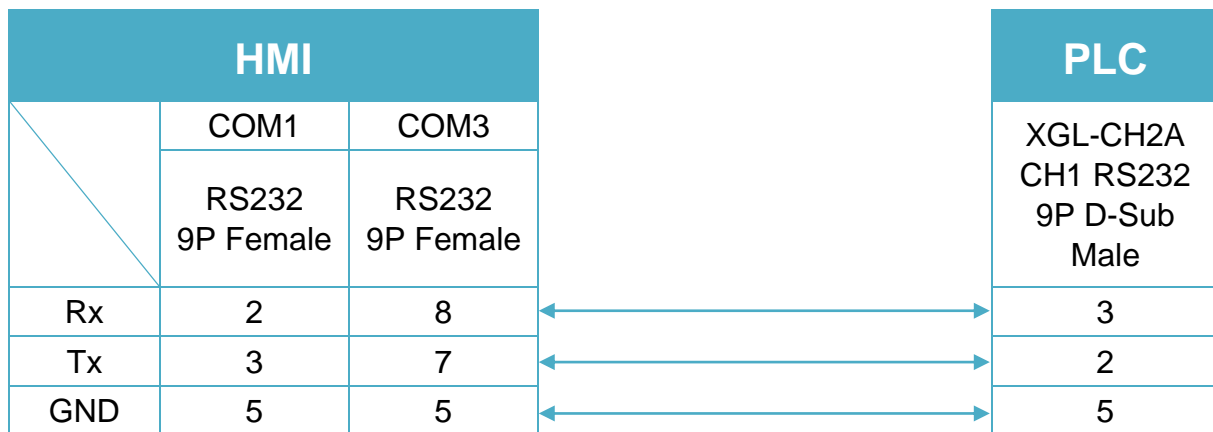 HMI PLC
COM1 COM3
XGL-CH2A
CH1 RS232
9P D-Sub
Male
RS232
9P Female
RS232
9P Female
Rx 2 8 3
Tx 3 7 2
GND 5 5 5